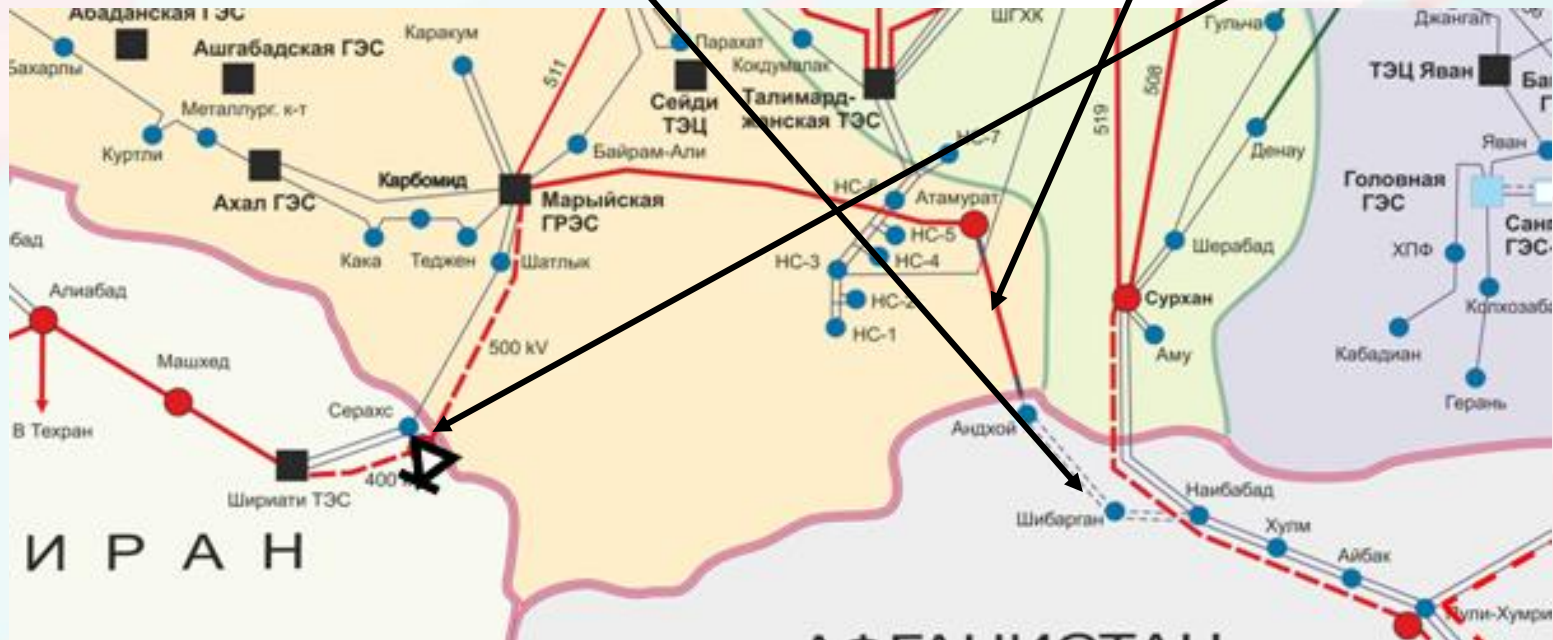 Абаданская ГЭС
Ашгабадская ГЭС
Бахарлы
Металлург. к-т
Куртли
Ахал ГЭС
Каракум
511
Карбомид
Марыйская
ГРЭС
Кака
Теджен
Шатлык
Байрам-Али
Парахат
Сейди
ТЭЦ
Кокдумалак
Талимард-
жанская ТЭС
ШГХК
НС-7
НС-6
Атамурат
НС-5
НС-4
НС-3
НС-2
НС-1
519
508
Гульча
Денау
Шерабад
Сурхан
Аму
Джангал
ТЭЦ Яван
Яван
Головная
ГЭС
ХПФ
Кабадиан
Герань
Алиабад
Машхед
В Техран
Серахс
500 kV
400
Шириати ТЭС
ИРАН
Андхой
Шибарган
Наибабад
Хулм
Айбак
Пули-Хумри
АФГАНИСТАН